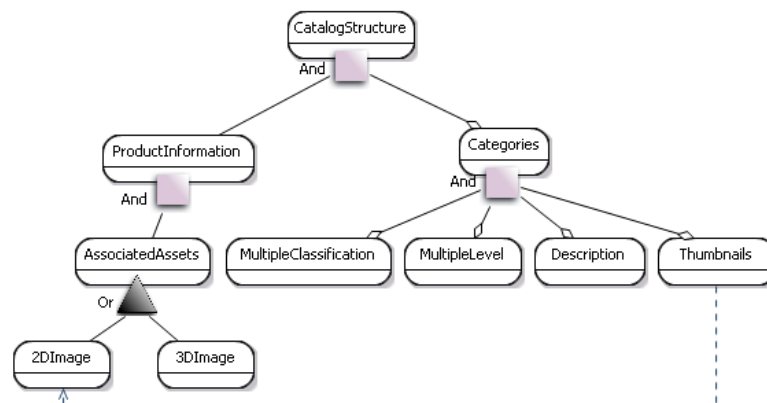 CatalogStructure
And
ProductInformation
Categories
And
And
AssociatedAssets
MultipleClassification
MultipleLevel
Description
Thumbnails
Or
2DImage
3DImage